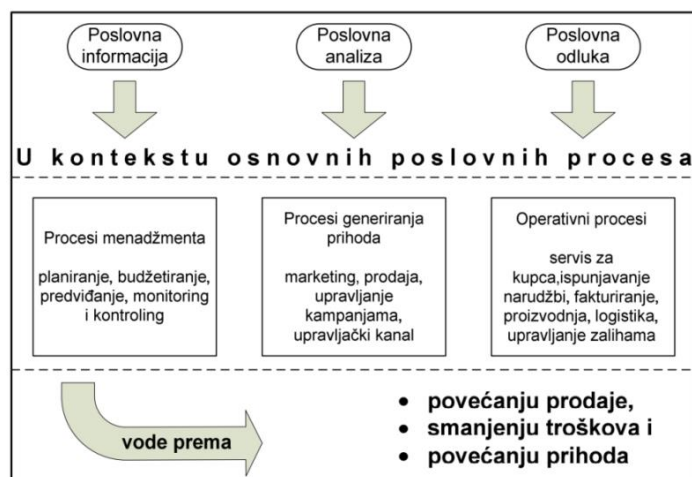 Poslovna
informacija
Poslovna
analiza
Poslovna
odluka
U kontekstu osnovnih poslovnih procesa
Procesi menadžmenta
planiranje, budžetiranje,
predviđanje, monitoring
i kontroling
Procesi generiranja
prihoda
marketing, prodaja,
upravljanje
kampanjama,
upravljački kanal
Operativni procesi
servis za
kupca,ispunjavanje
narudžbi, fakturiranje,
proizvodnja, logistika,
upravljanje zalihama
vode prema
• povećanju prodaje,
• smanjenju troškova i
• povećanju prihoda